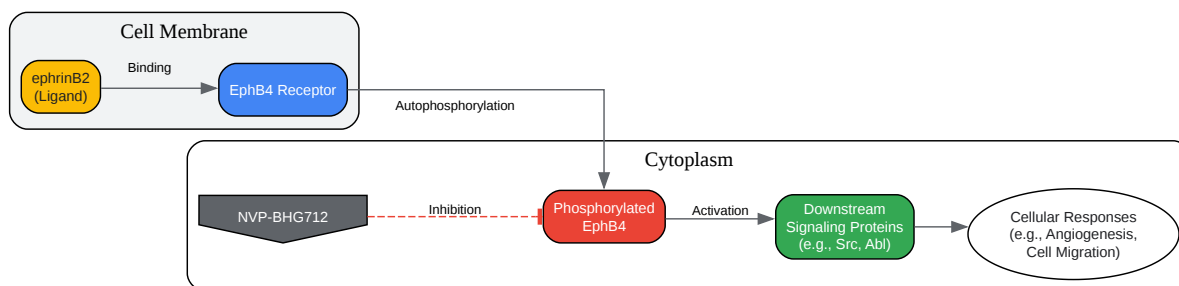 Cell Membrane
ephrinB2
(Ligand)
Binding
EphB4 Receptor
Autophosphorylation
Cytoplasm
NVP-BHG712
Inhibition
Phosphorylated
EphB4
Activation
Downstream
Signaling Proteins
(e.g., Src, Abl)
Cellular Responses
(e.g., Angiogenesis,
Cell Migration)